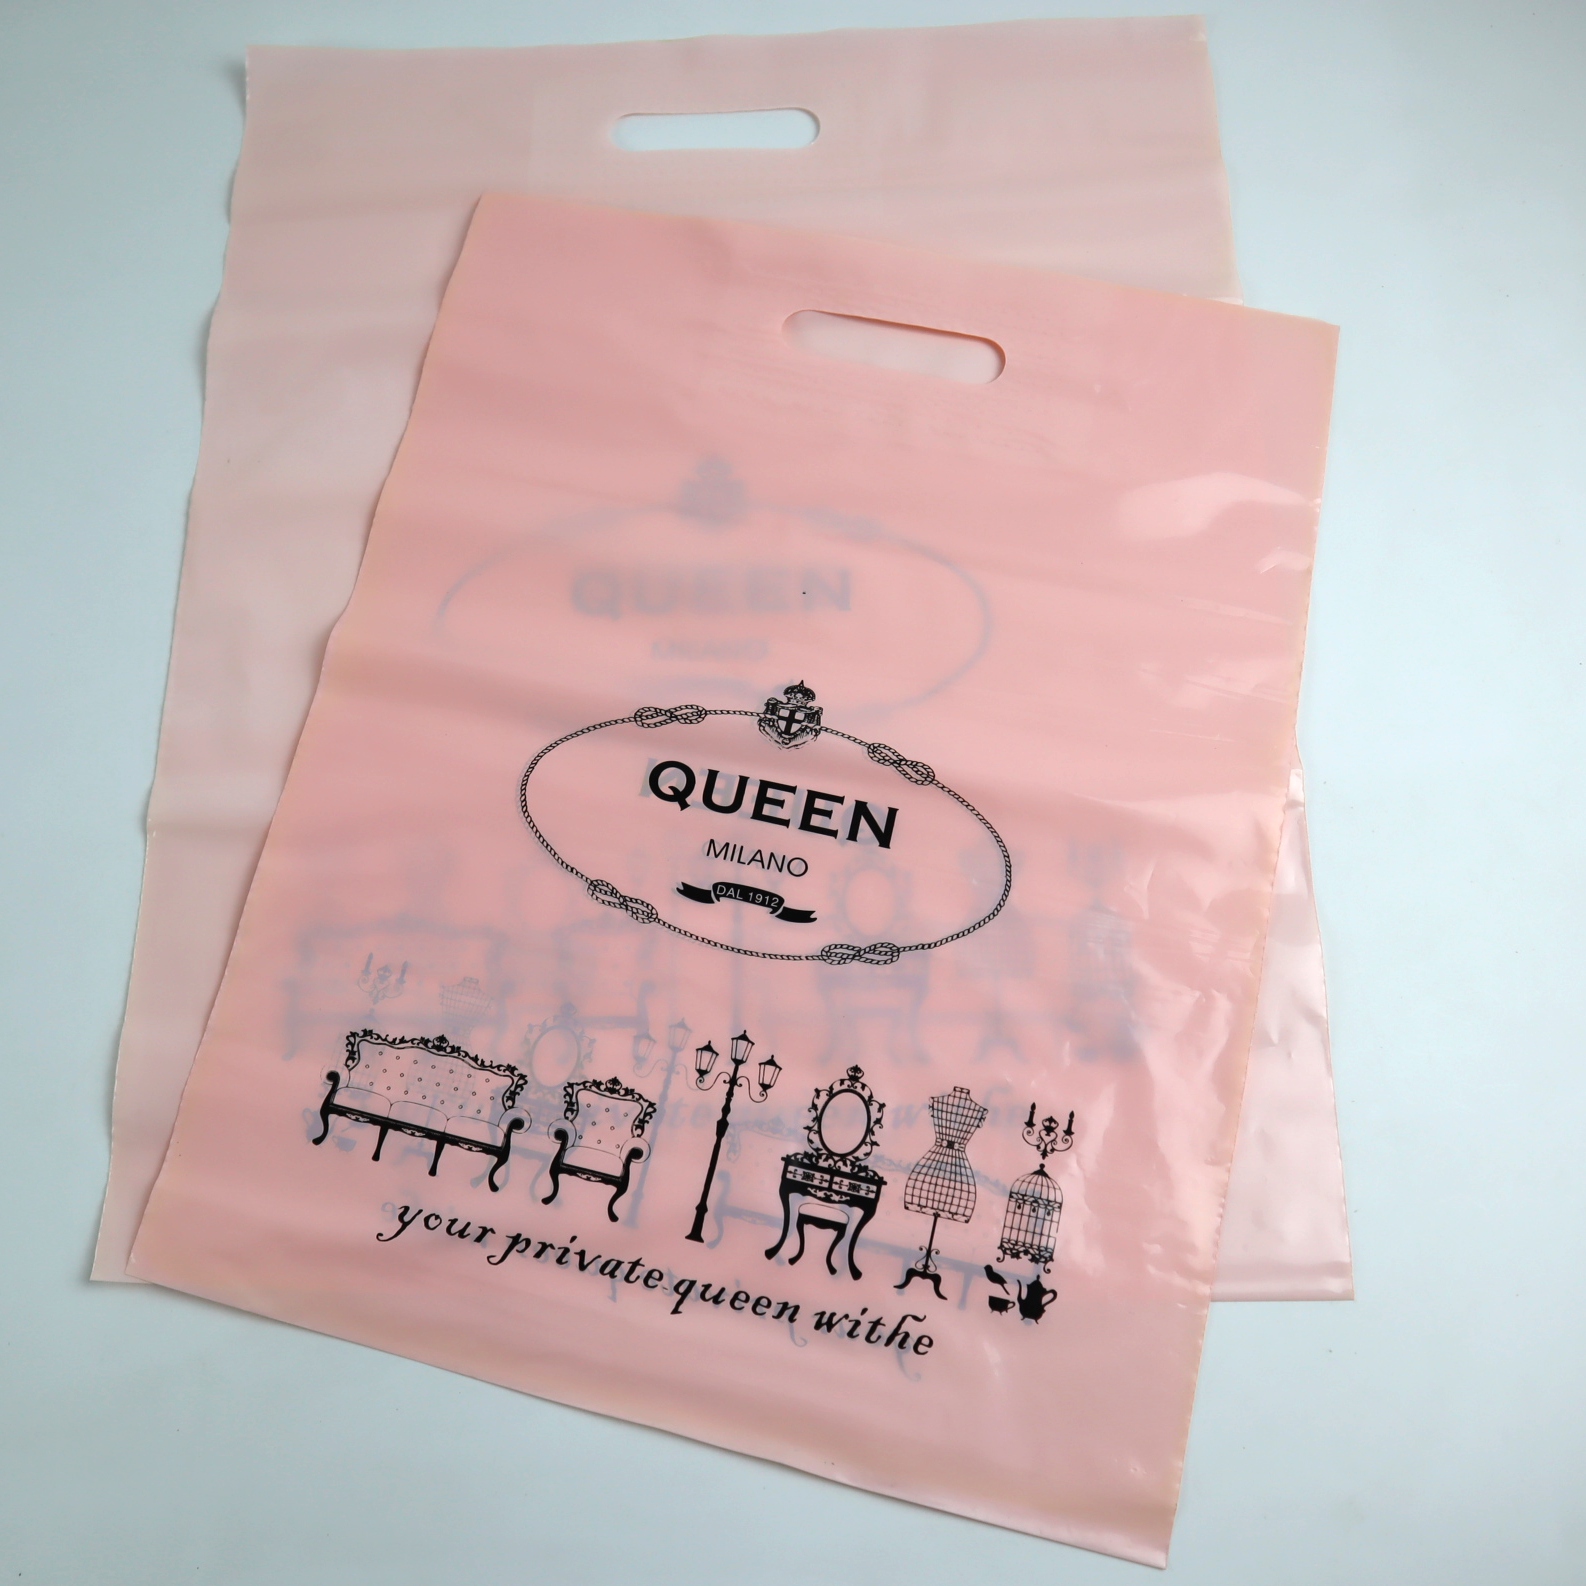 QUEEN
MILANO
DAL 1912
your private queen withe